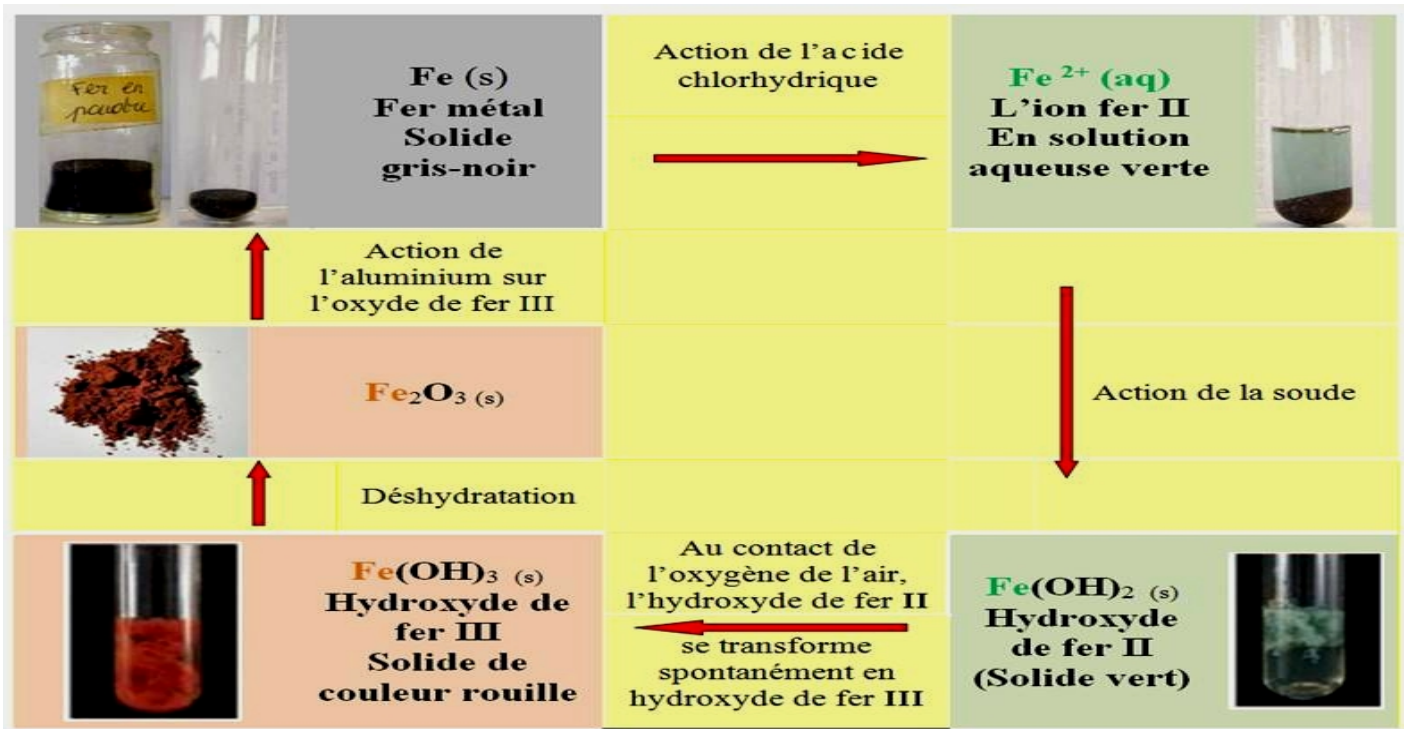 Fer en
poudre
Fe (s)
Fer métal
Solide
gris-noir
Action de l'acide
chlorhydrique
Fe 2+ (aq)
L'ion fer II
En solution
aqueuse verte
Action de
l'aluminium sur
l'oxyde de fer III
Fe2O3 (s)
Action de la soude
Déshydratation
Fe(OH)3 (s)
Hydroxyde de
fer III
Solide de
couleur rouille
Au contact de
l'oxygène de l'air,
l'hydroxyde de fer II
se transforme
spontanément en
hydroxyde de fer III
Fe(OH)2 (s)
Hydroxyde
de fer II
(Solide vert)